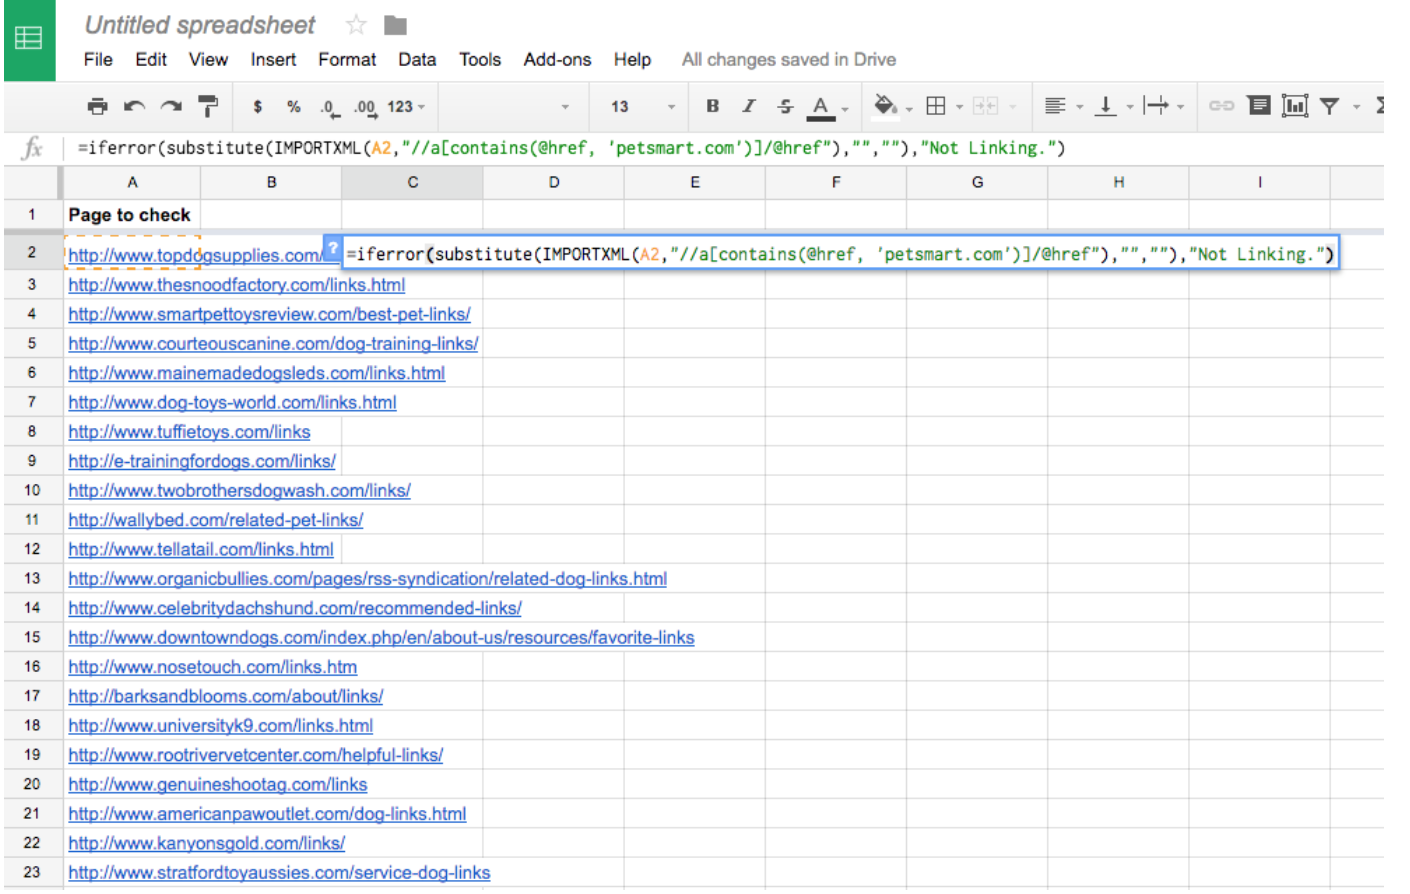 Untitled spreadsheet
File Edit View Insert Format Data Tools Add-ons Help All changes saved in Drive
$ % .0 .00 123 13 B I S A
fx =iferror(substitute(IMPORTXML(A2,"//a[contains(@href, 'petsmart.com')]/@href"),"",""),"Not Linking.")
A B C D E F G H I
1 Page to check
2 http://www.topdogsupplies.com/ ? =iferror(substitute(IMPORTXML(A2,"//a[contains(@href, 'petsmart.com')]/@href"),"",""),"Not Linking.")
3 http://www.thesnoodfactory.com/links.html
4 http://www.smartpettoysreview.com/best-pet-links/
5 http://www.courteouscanine.com/dog-training-links/
6 http://www.mainemadedogsleds.com/links.html
7 http://www.dog-toys-world.com/links.html
8 http://www.tuffietoys.com/links
9 http://e-trainingfordogs.com/links/
10 http://www.twobrothersdogwash.com/links/
11 http://wallybed.com/related-pet-links/
12 http://www.tellatail.com/links.html
13 http://www.organicbullies.com/pages/rss-syndication/related-dog-links.html
14 http://www.celebritydachshund.com/recommended-links/
15 http://www.downtowndogs.com/index.php/en/about-us/resources/favorite-links
16 http://www.nosetouch.com/links.htm
17 http://barksandblooms.com/about/links/
18 http://www.universityk9.com/links.html
19 http://www.rootrivervetcenter.com/helpful-links/
20 http://www.genuineshootag.com/links
21 http://www.americanpawoutlet.com/dog-links.html
22 http://www.kanyonsgold.com/links/
23 http://www.stratfordtoyaussies.com/service-dog-links